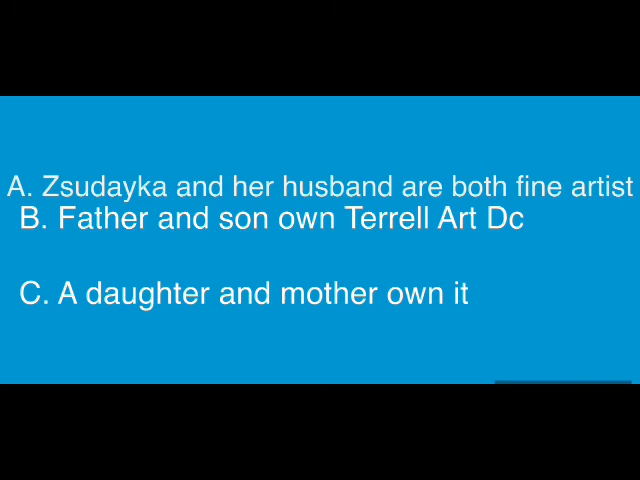 A. Zsudayka and her husband are both fine artist
B. Father and son own Terrell Art Dc
C. A daughter and mother own it